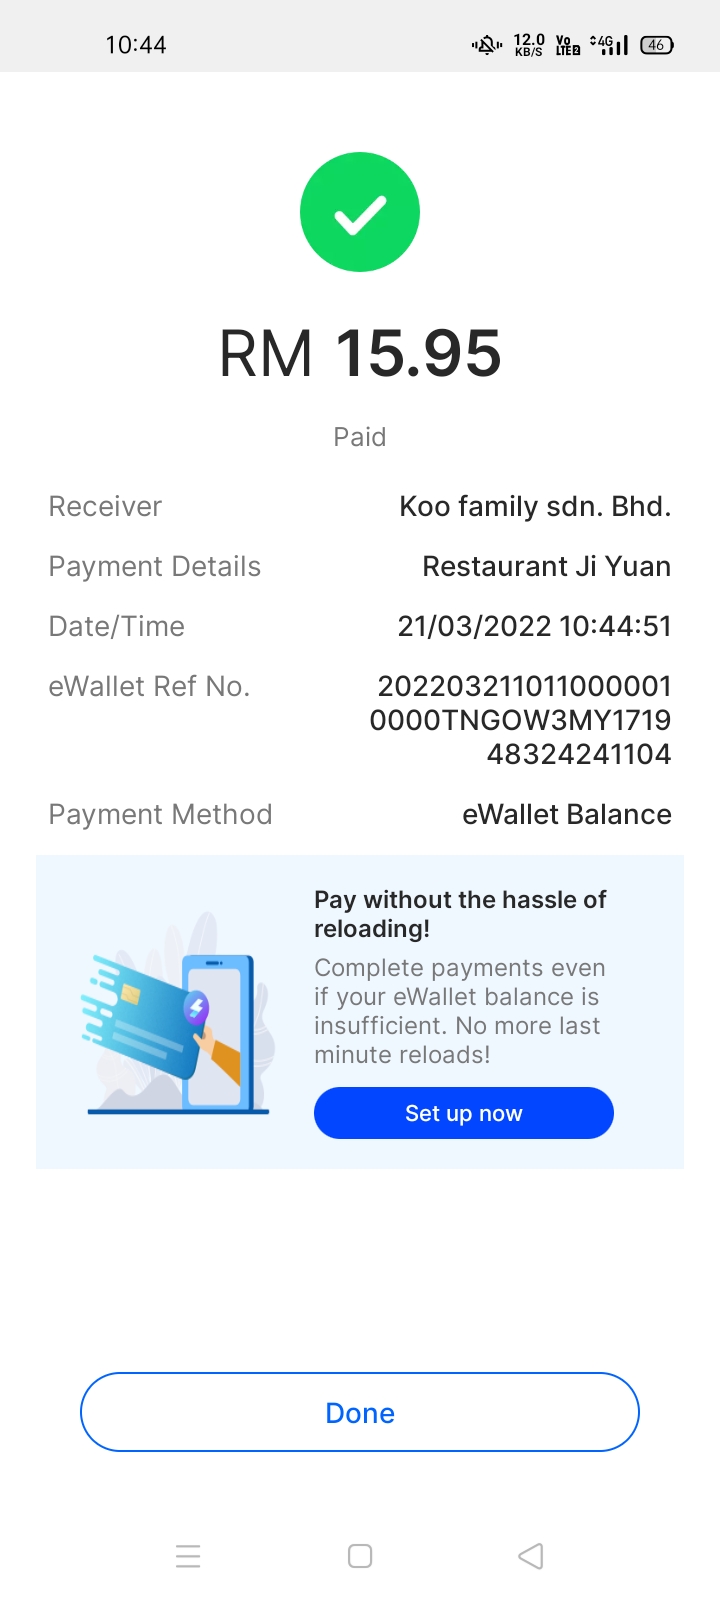 10:44
12.0
KB/S
Vo
LTE2
4G
46
RM 15.95
Paid
Receiver Koo family sdn. Bhd.
Payment Details Restaurant Ji Yuan
Date/Time 21/03/2022 10:44:51
eWallet Ref No. 202203211011000001
0000TNGOW3MY1719
48324241104
Payment Method eWallet Balance
Pay without the hassle of
reloading!
Complete payments even
if your eWallet balance is
insufficient. No more last
minute reloads!
Set up now
Done